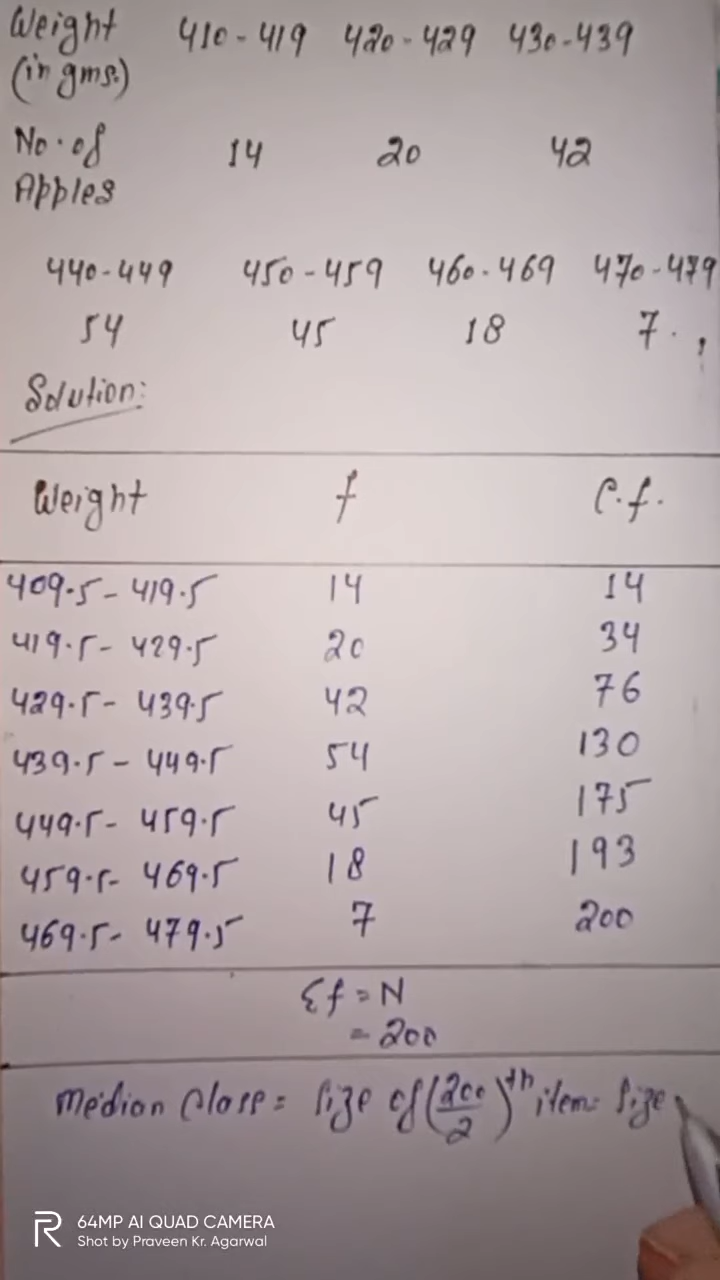 Weight 410-419 420-429 430-439
(in gms.)
No. of 14 20 42
Apples
440-449 450-459 460-469 470-479
54 45 18 7.,
Solution:
Weight f c.f.
409.5-419.5 14 14
419.5-429.5 20 34
429.5-439.5 42 76
439.5-449.5 54 130
449.5-459.5 45 175
459.5-469.5 18 193
469.5-479.5 7 200
Σf = N
= 200
Median Class = Size of (200/2)th item = Size
64MP AI QUAD CAMERA
Shot by Praveen Kr. Agarwal